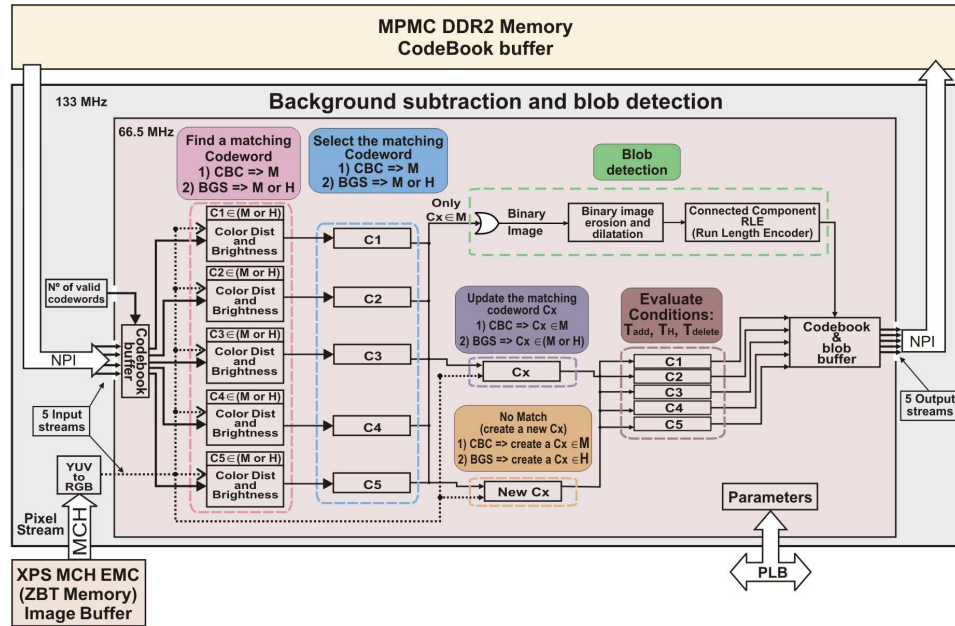 MPMC DDR2 Memory
CodeBook buffer
133 MHz
Background subtraction and blob detection
66.5 MHz
Find a matching
Codeword
1) CBC => M
2) BGS => M or H
Select the matching
Codeword
1) CBC => M
2) BGS => M or H
Blob
detection
Only
Cx∈M
Binary
Image
Binary image
erosion and
dilatation
Connected Component
RLE
(Run Length Encoder)
C1∈(M or H)
Color Dist
and
Brightness
C1
C2∈(M or H)
Color Dist
and
Brightness
C2
C3∈(M or H)
Color Dist
and
Brightness
C3
C4∈(M or H)
Color Dist
and
Brightness
C4
C5∈(M or H)
Color Dist
and
Brightness
C5
Nº of valid
codewords
Codebook
buffer
NPI
5 Input
streams
Update the matching
codeword Cx
1) CBC => Cx ∈M
2) BGS => Cx ∈(M or H)
Cx
Evaluate
Conditions:
Tadd, TH, Tdelete
C1
C2
C3
C4
C5
Codebook
&
blob
buffer
NPI
5 Output
streams
No Match
(create a new Cx)
1) CBC => create a Cx ∈M
2) BGS => create a Cx ∈H
New Cx
YUV
to
RGB
Pixel
Stream
MCH
XPS MCH EMC
(ZBT Memory)
Image Buffer
Parameters
PLB